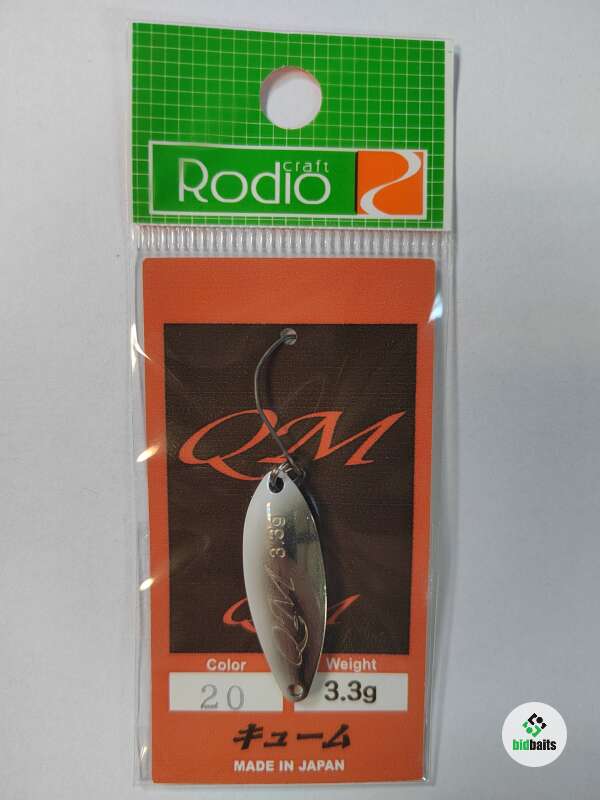 craft
Rodio
QM
3.3g
QM
QM
Color
Weight
20
3.3g
キューム
MADE IN JAPAN
bidbaits